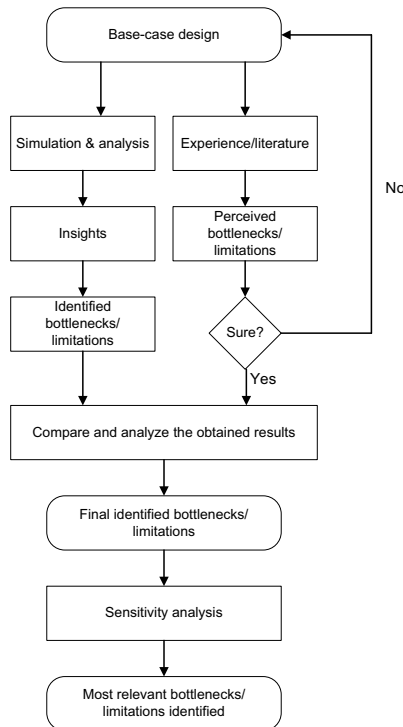 Base-case design
Simulation & analysis
Experience/literature
No
Insights
Perceived
bottlenecks/
limitations
Identified
bottlenecks/
limitations
Sure?
Yes
Compare and analyze the obtained results
Final identified bottlenecks/
limitations
Sensitivity analysis
Most relevant bottlenecks/
limitations identified